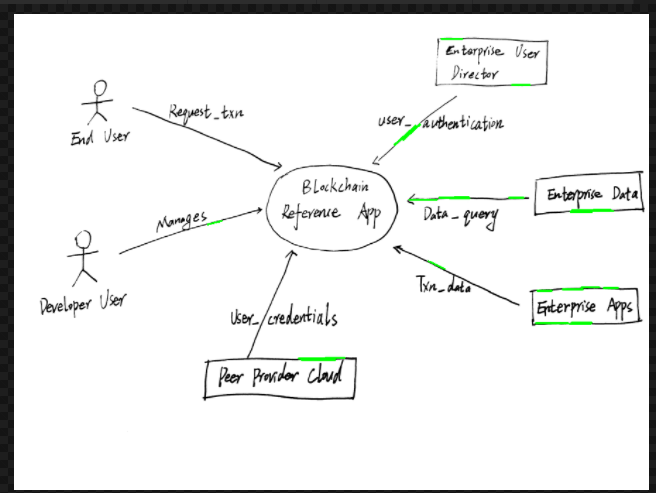 Enterprise User
Director
End User
Request_txn
user_authentication
Blockchain
Reference App
Enterprise Data
Data_query
Manages
Developer User
Txn_data
Enterprise Apps
User_credentials
Peer Provider Cloud